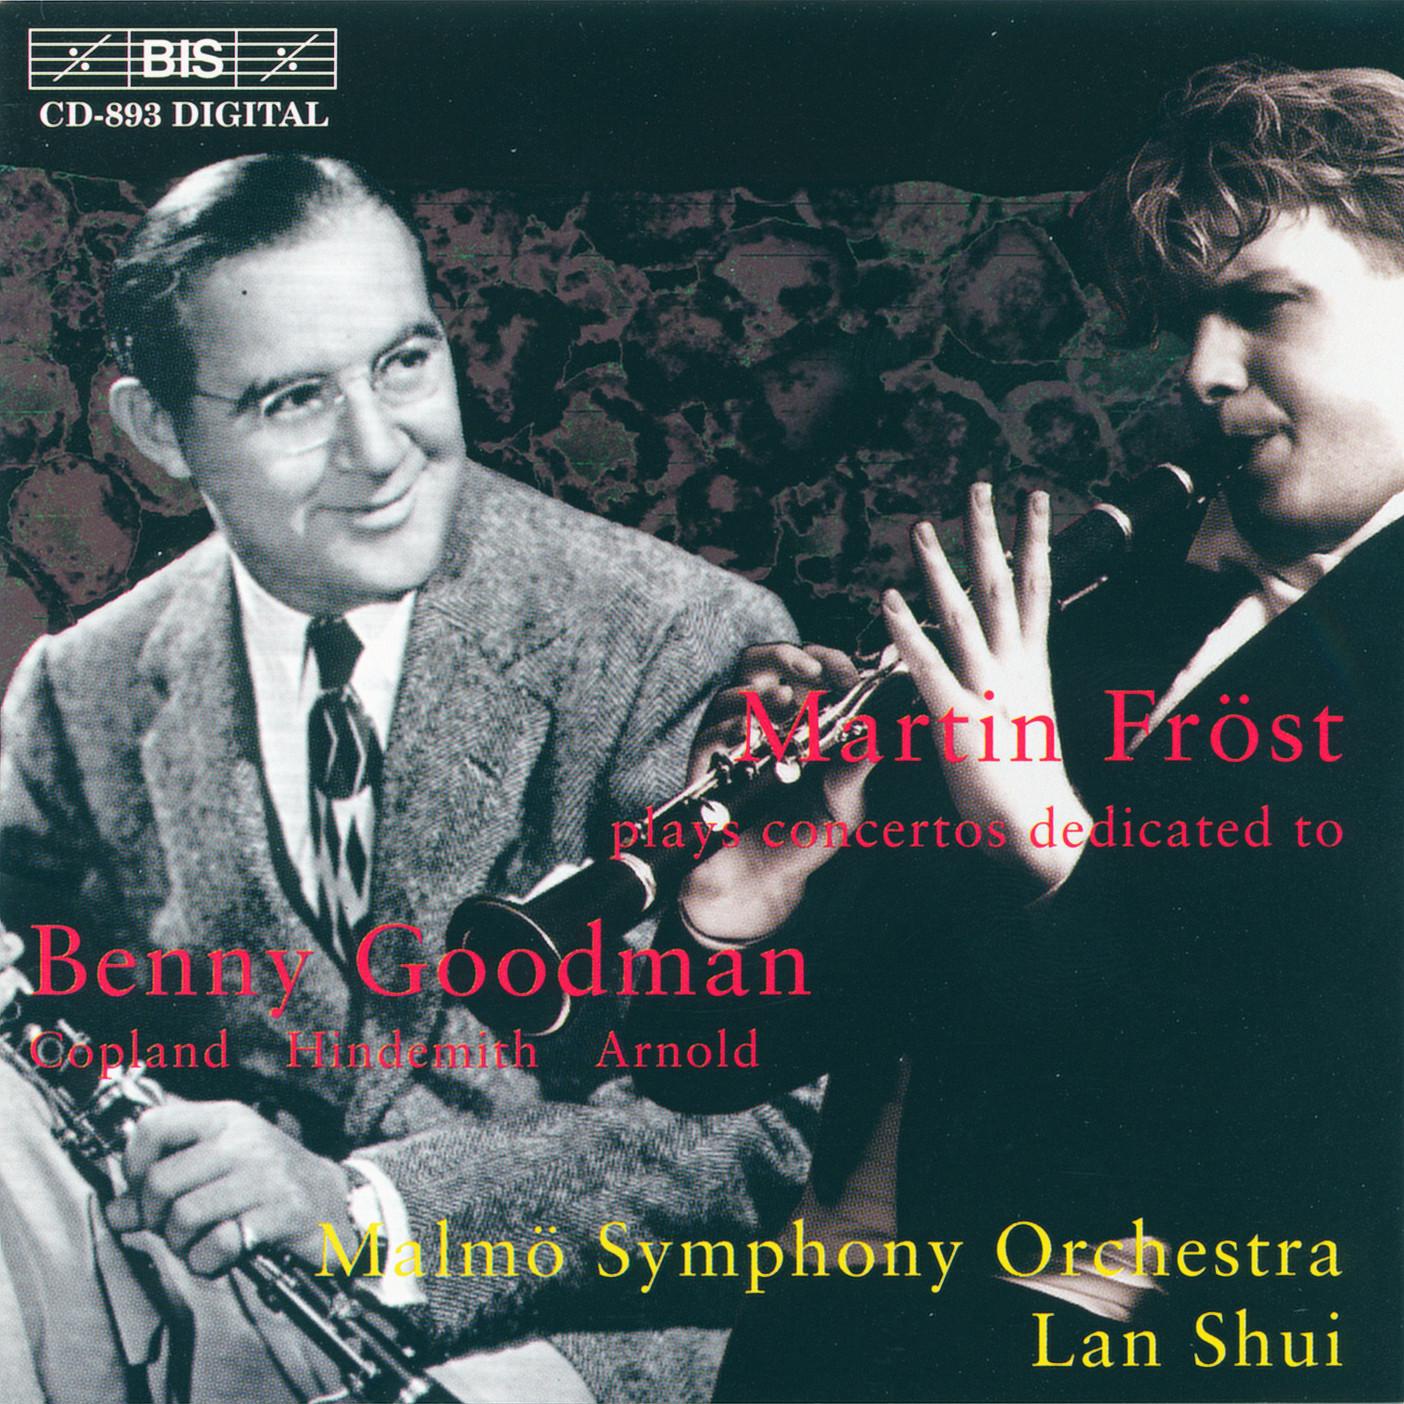 BIS
CD-893 DIGITAL
Martin Fröst
plays concertos dedicated to
Benny Goodman
Copland Hindemith Arnold
Malmö Symphony Orchestra
Lan Shui